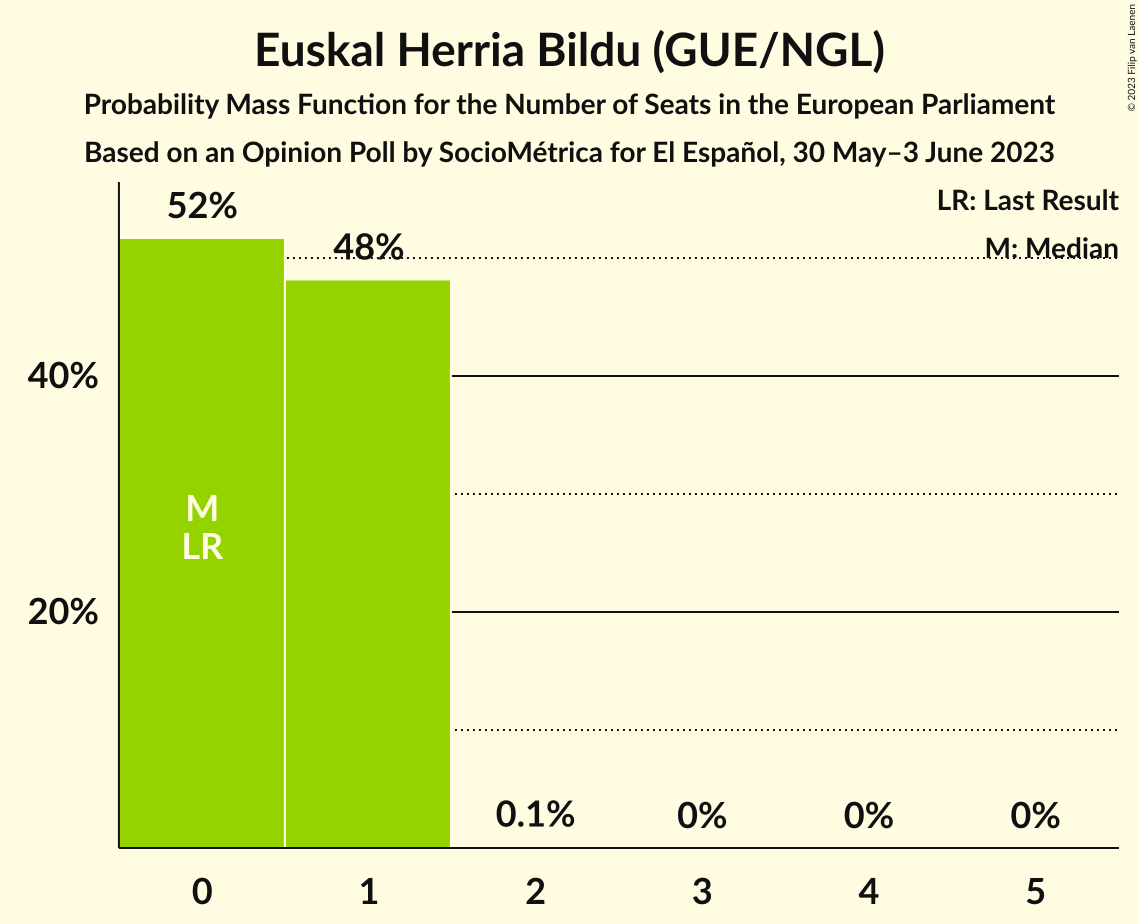 Euskal Herria Bildu (GUE/NGL)
Probability Mass Function for the Number of Seats in the European Parliament
Based on an Opinion Poll by SocioMétrica for El Español, 30 May–3 June 2023
© 2023 Filip van Laenen
LR: Last Result
M: Median
52%
48%
40%
20%
M
LR
0.1%
0%
0%
0%
0
1
2
3
4
5